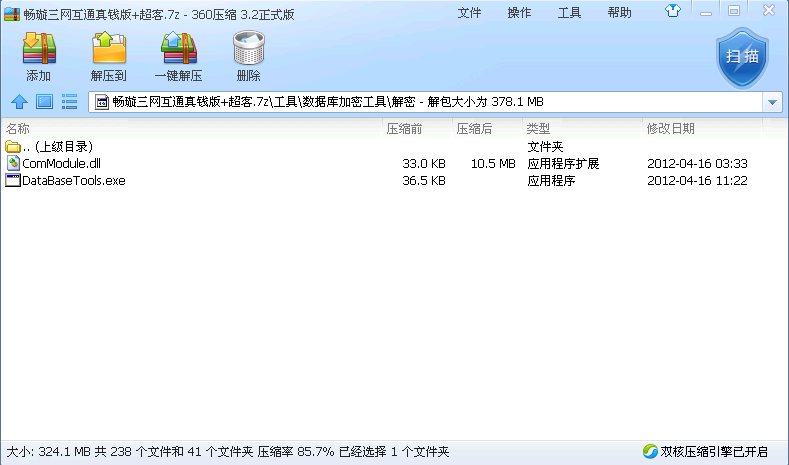 畅璇三网互通真钱版+超客.7z - 360压缩 3.2正式版
文件 操作 工具 帮助
添加 解压到 一键解压 删除 扫描
畅璇三网互通真钱版+超客.7z\工具\数据库加密工具\解密 - 解包大小为 378.1 MB
名称 压缩前 压缩后 类型 修改日期
.. (上级目录) 文件夹
ComModule.dll 33.0 KB 10.5 MB 应用程序扩展 2012-04-16 03:33
DataBaseTools.exe 36.5 KB 应用程序 2012-04-16 11:22
大小: 324.1 MB 共 238 个文件和 41 个文件夹 压缩率 85.7% 已经选择 1 个文件夹 双核压缩引擎已开启